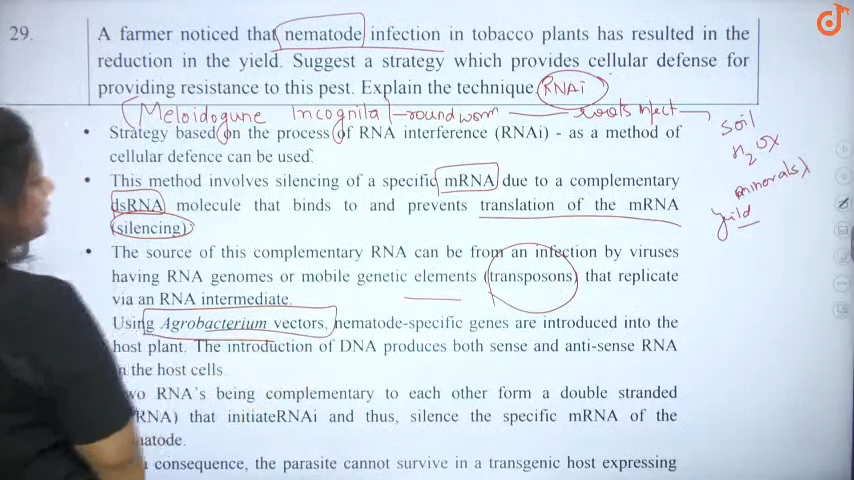 29.
A farmer noticed that nematode infection in tobacco plants has resulted in the
reduction in the yield. Suggest a strategy which provides cellular defense for
providing resistance to this pest. Explain the technique. RNAi
(Meloidogune Incognita - roundworm — roots infect → soil
H2OX
minerals)
yield
• Strategy based on the process of RNA interference (RNAi) - as a method of
cellular defence can be used.
• This method involves silencing of a specific mRNA due to a complementary
dsRNA molecule that binds to and prevents translation of the mRNA
(silencing)
• The source of this complementary RNA can be from an infection by viruses
having RNA genomes or mobile genetic elements (transposons) that replicate
via an RNA intermediate.
Using Agrobacterium vectors, nematode-specific genes are introduced into the
host plant. The introduction of DNA produces both sense and anti-sense RNA
in the host cells.
wo RNA's being complementary to each other form a double stranded
RNA) that initiateRNAi and thus, silence the specific mRNA of the
matode.
consequence, the parasite cannot survive in a transgenic host expressing